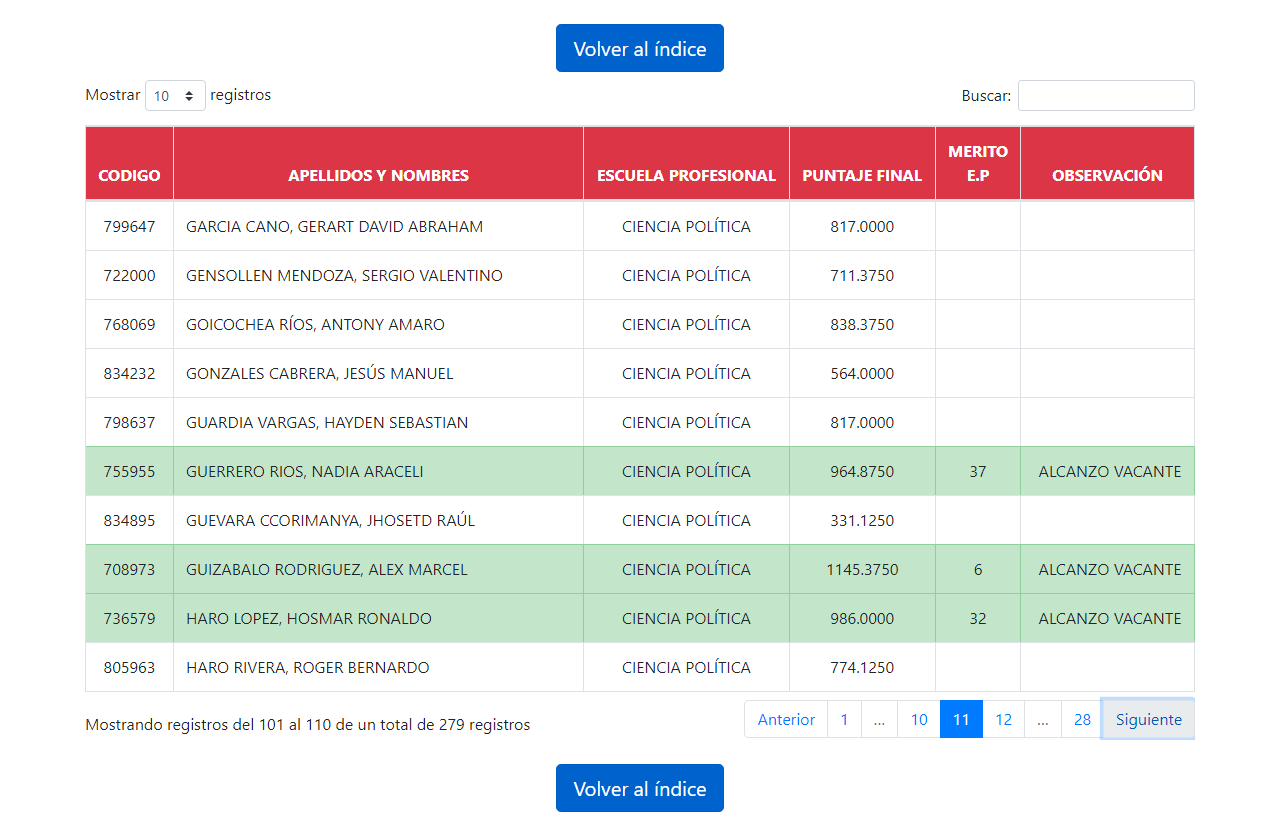 Volver al índice
Mostrar 10 registros Buscar:
CODIGO APELLIDOS Y NOMBRES ESCUELA PROFESIONAL PUNTAJE FINAL MERITO E.P OBSERVACIÓN
799647 GARCIA CANO, GERART DAVID ABRAHAM CIENCIA POLÍTICA 817.0000
722000 GENSOLLEN MENDOZA, SERGIO VALENTINO CIENCIA POLÍTICA 711.3750
768069 GOICOCHEA RÍOS, ANTONY AMARO CIENCIA POLÍTICA 838.3750
834232 GONZALES CABRERA, JESÚS MANUEL CIENCIA POLÍTICA 564.0000
798637 GUARDIA VARGAS, HAYDEN SEBASTIAN CIENCIA POLÍTICA 817.0000
755955 GUERRERO RIOS, NADIA ARACELI CIENCIA POLÍTICA 964.8750 37 ALCANZO VACANTE
834895 GUEVARA CCORIMANYA, JHOSETD RAÚL CIENCIA POLÍTICA 331.1250
708973 GUIZABALO RODRIGUEZ, ALEX MARCEL CIENCIA POLÍTICA 1145.3750 6 ALCANZO VACANTE
736579 HARO LOPEZ, HOSMAR RONALDO CIENCIA POLÍTICA 986.0000 32 ALCANZO VACANTE
805963 HARO RIVERA, ROGER BERNARDO CIENCIA POLÍTICA 774.1250
Mostrando registros del 101 al 110 de un total de 279 registros Anterior 1 ... 10 11 12 ... 28 Siguiente
Volver al índice